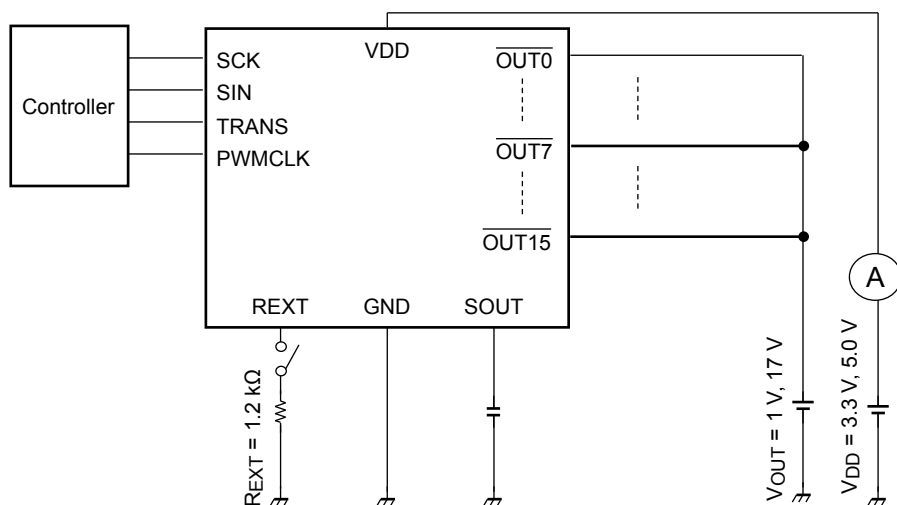 Controller
SCK
SIN
TRANS
PWMCLK
VDD
OUT0
OUT7
OUT15
REXT
GND
SOUT
A
REXT = 1.2 kΩ
VOUT = 1 V, 17 V
VDD = 3.3 V, 5.0 V